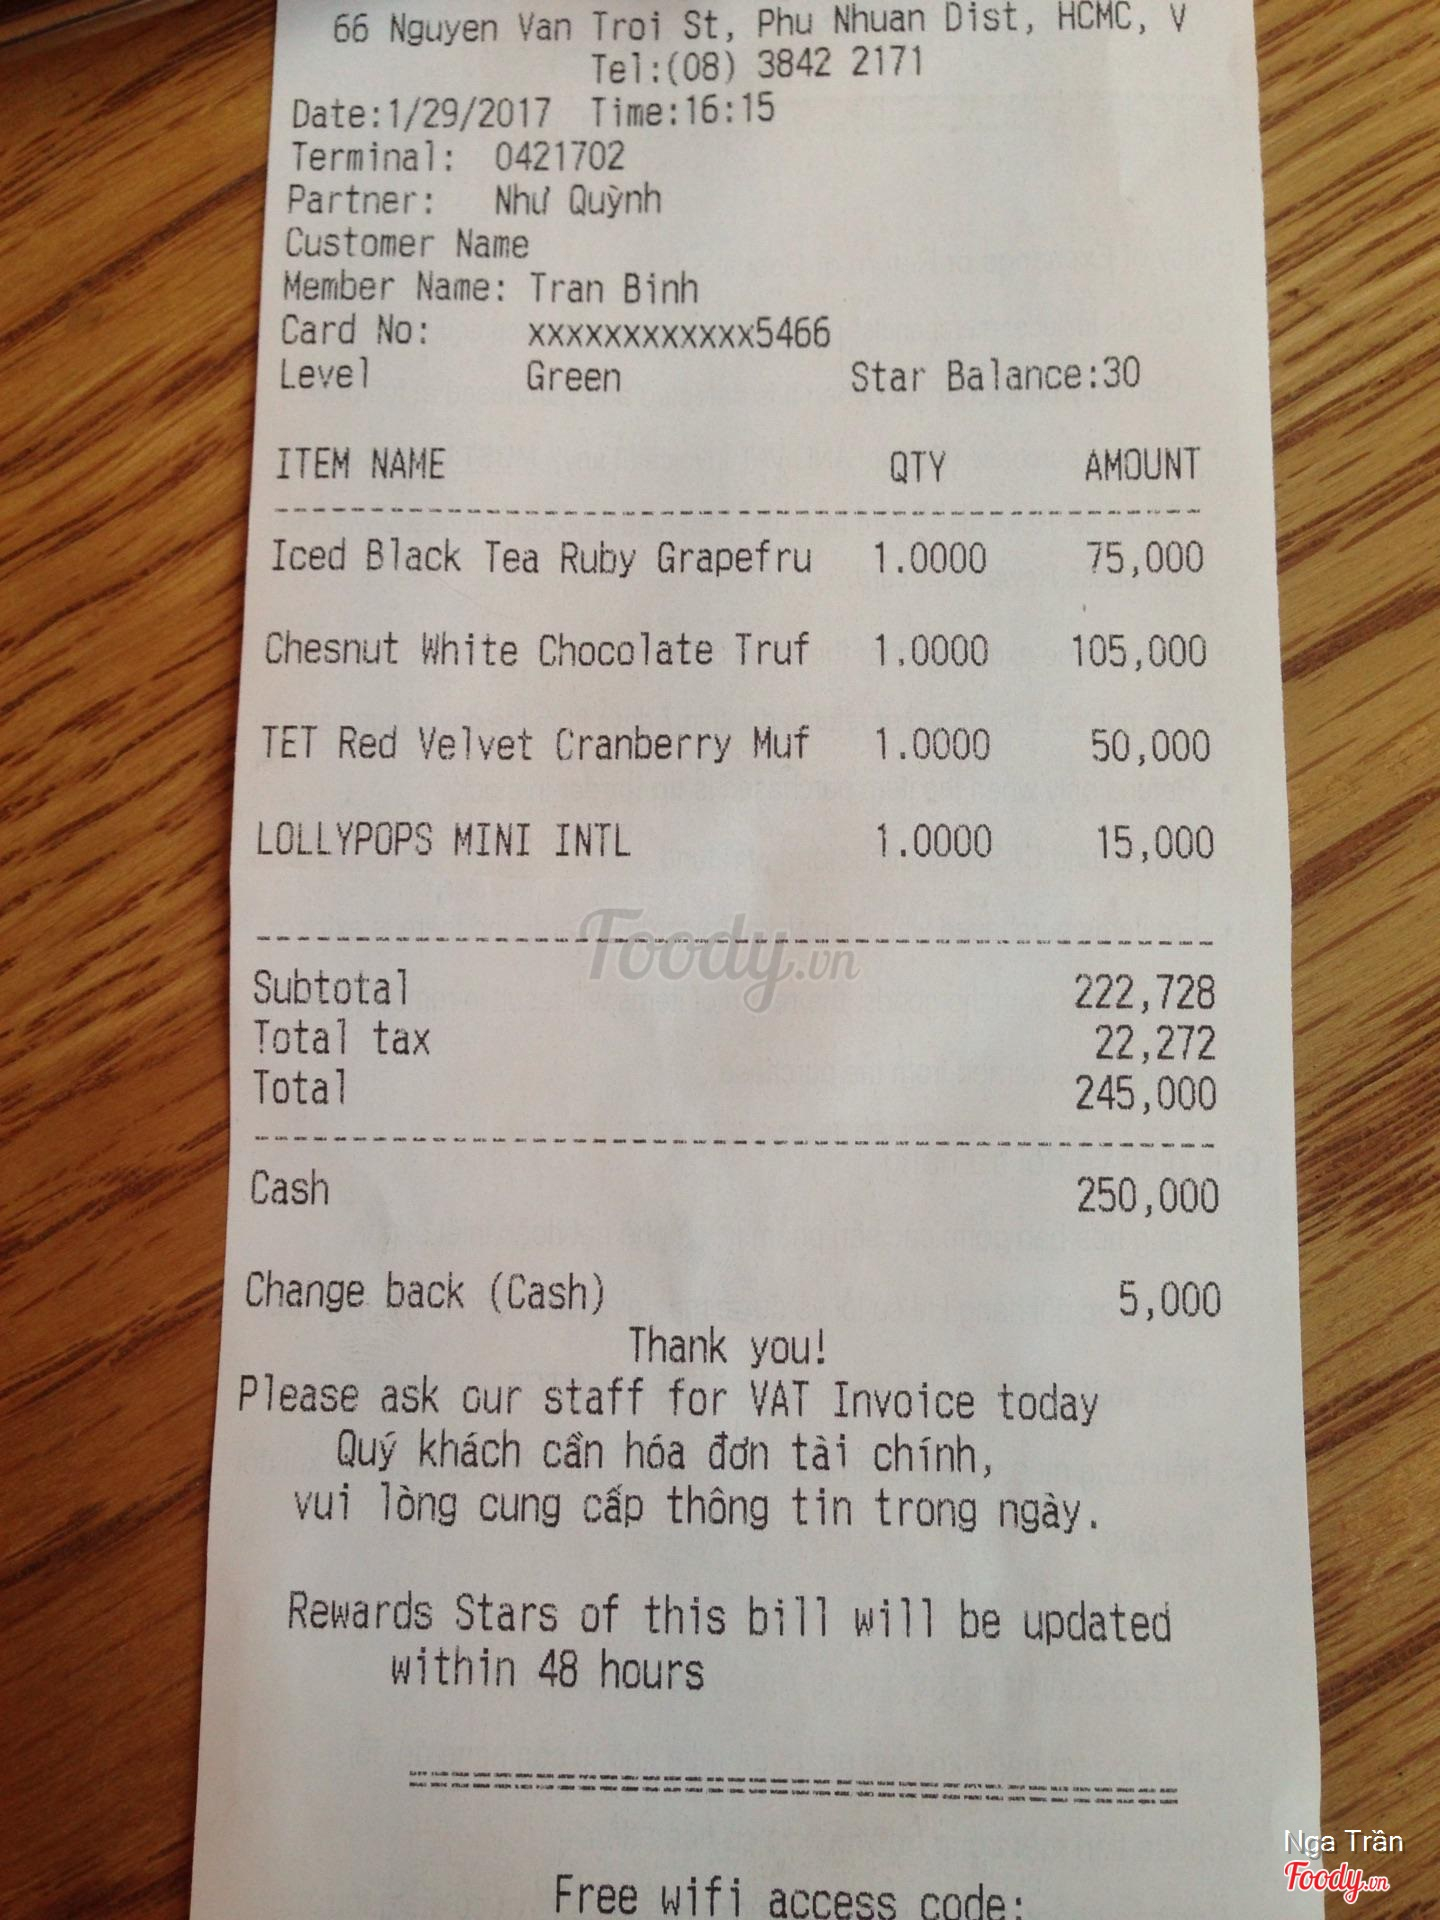 66 Nguyen Van Troi St, Phu Nhuan Dist, HCMC, V
Tel:(08) 3842 2171
Date:1/29/2017 Time:16:15
Terminal: 0421702
Partner: Như Quỳnh
Customer Name
Member Name: Tran Binh
Card No: xxxxxxxxxxxx5466
Level Green Star Balance:30
ITEM NAME QTY AMOUNT
Iced Black Tea Ruby Grapefru 1.0000 75,000
Chesnut White Chocolate Truf 1.0000 105,000
TET Red Velvet Cranberry Muf 1.0000 50,000
LOLLYPOPS MINI INTL 1.0000 15,000
Foody.vn
Subtotal 222,728
Total tax 22,272
Total 245,000
Cash 250,000
Change back (Cash) 5,000
Thank you!
Please ask our staff for VAT Invoice today
Quý khách cần hóa đơn tài chính,
vui lòng cung cấp thông tin trong ngày.
Rewards Stars of this bill will be updated
within 48 hours
Free wifi access code:
Nga Trần
Foody.vn